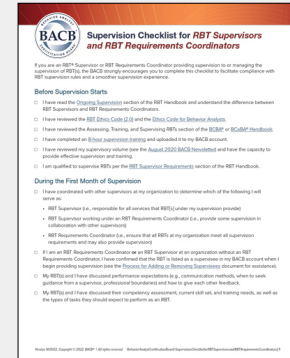 BEHAVIOR ANALYST
BACB
CERTIFICATION BOARD
Supervision Checklist for RBT Supervisors
and RBT Requirements Coordinators
If you are an RBT® Supervisor or RBT Requirements Coordinator providing supervision to or managing the
supervision of RBT(s), the BACB strongly encourages you to complete this checklist to facilitate compliance with
RBT supervision rules and a smoother supervision experience.
Before Supervision Starts
□ I have read the Ongoing Supervision section of the RBT Handbook and understand the difference between
RBT Supervisors and RBT Requirements Coordinators.
□ I have reviewed the RBT Ethics Code (2.0) and the Ethics Code for Behavior Analysts.
□ I have reviewed the Assessing, Training, and Supervising RBTs section of the BCBA® or BCaBA® Handbook.
□ I have completed an 8-hour supervision training and uploaded it to my BACB account.
□ I have reviewed my supervisory volume (see the August 2020 BACB Newsletter) and have the capacity to
provide effective supervision and training.
□ I am qualified to supervise RBTs per the RBT Supervisor Requirements section of the RBT Handbook.
During the First Month of Supervision
□ I have coordinated with other supervisors at my organization to determine which of the following I will
serve as:
• RBT Supervisor (i.e., responsible for all services that RBT(s) under my supervision provide)
• RBT Supervisor working under an RBT Requirements Coordinator (i.e., provide some supervision in
collaboration with other supervisors)
• RBT Requirements Coordinator (i.e., ensure that all RBTs at my organization meet all supervision
requirements and may also provide supervision)
□ If I am an RBT Requirements Coordinator or an RBT Supervisor at an organization without an RBT
Requirements Coordinator, I have confirmed that the RBT is listed as a supervisee in my BACB account when I
begin providing supervision (see the Process for Adding or Removing Supervisees document for assistance).
□ My RBT(s) and I have discussed performance expectations (e.g., communication methods, when to seek
guidance from a supervisor, professional boundaries) and how to give each other feedback.
□ My RBT(s) and I have discussed their competency assessment, current skill set, and training needs, as well as
the types of tasks they should expect to perform as an RBT.